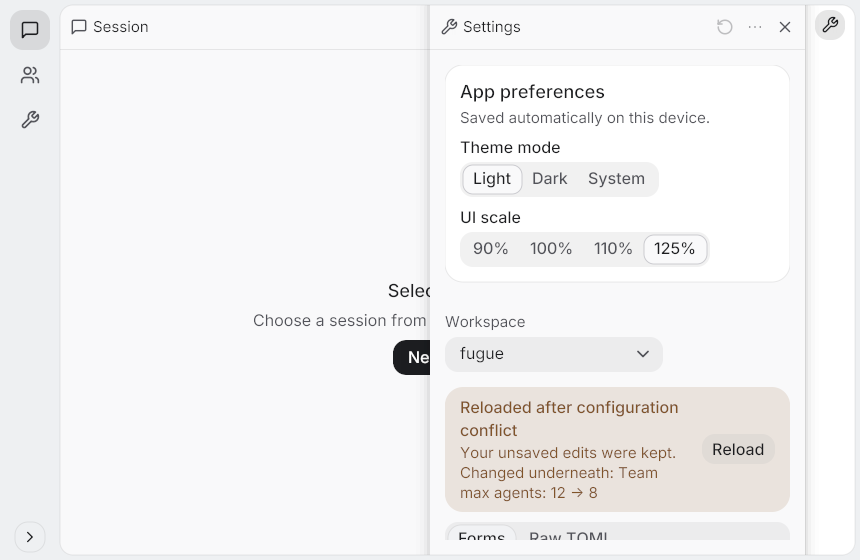 Session
Settings
App preferences
Saved automatically on this device.
Theme mode
Light Dark System
UI scale
90% 100% 110% 125%
Choose a session from
Workspace
fugue
Reloaded after configuration
conflict
Your unsaved edits were kept.
Changed underneath: Team
max agents: 12 → 8
Reload
Forms Raw TOML